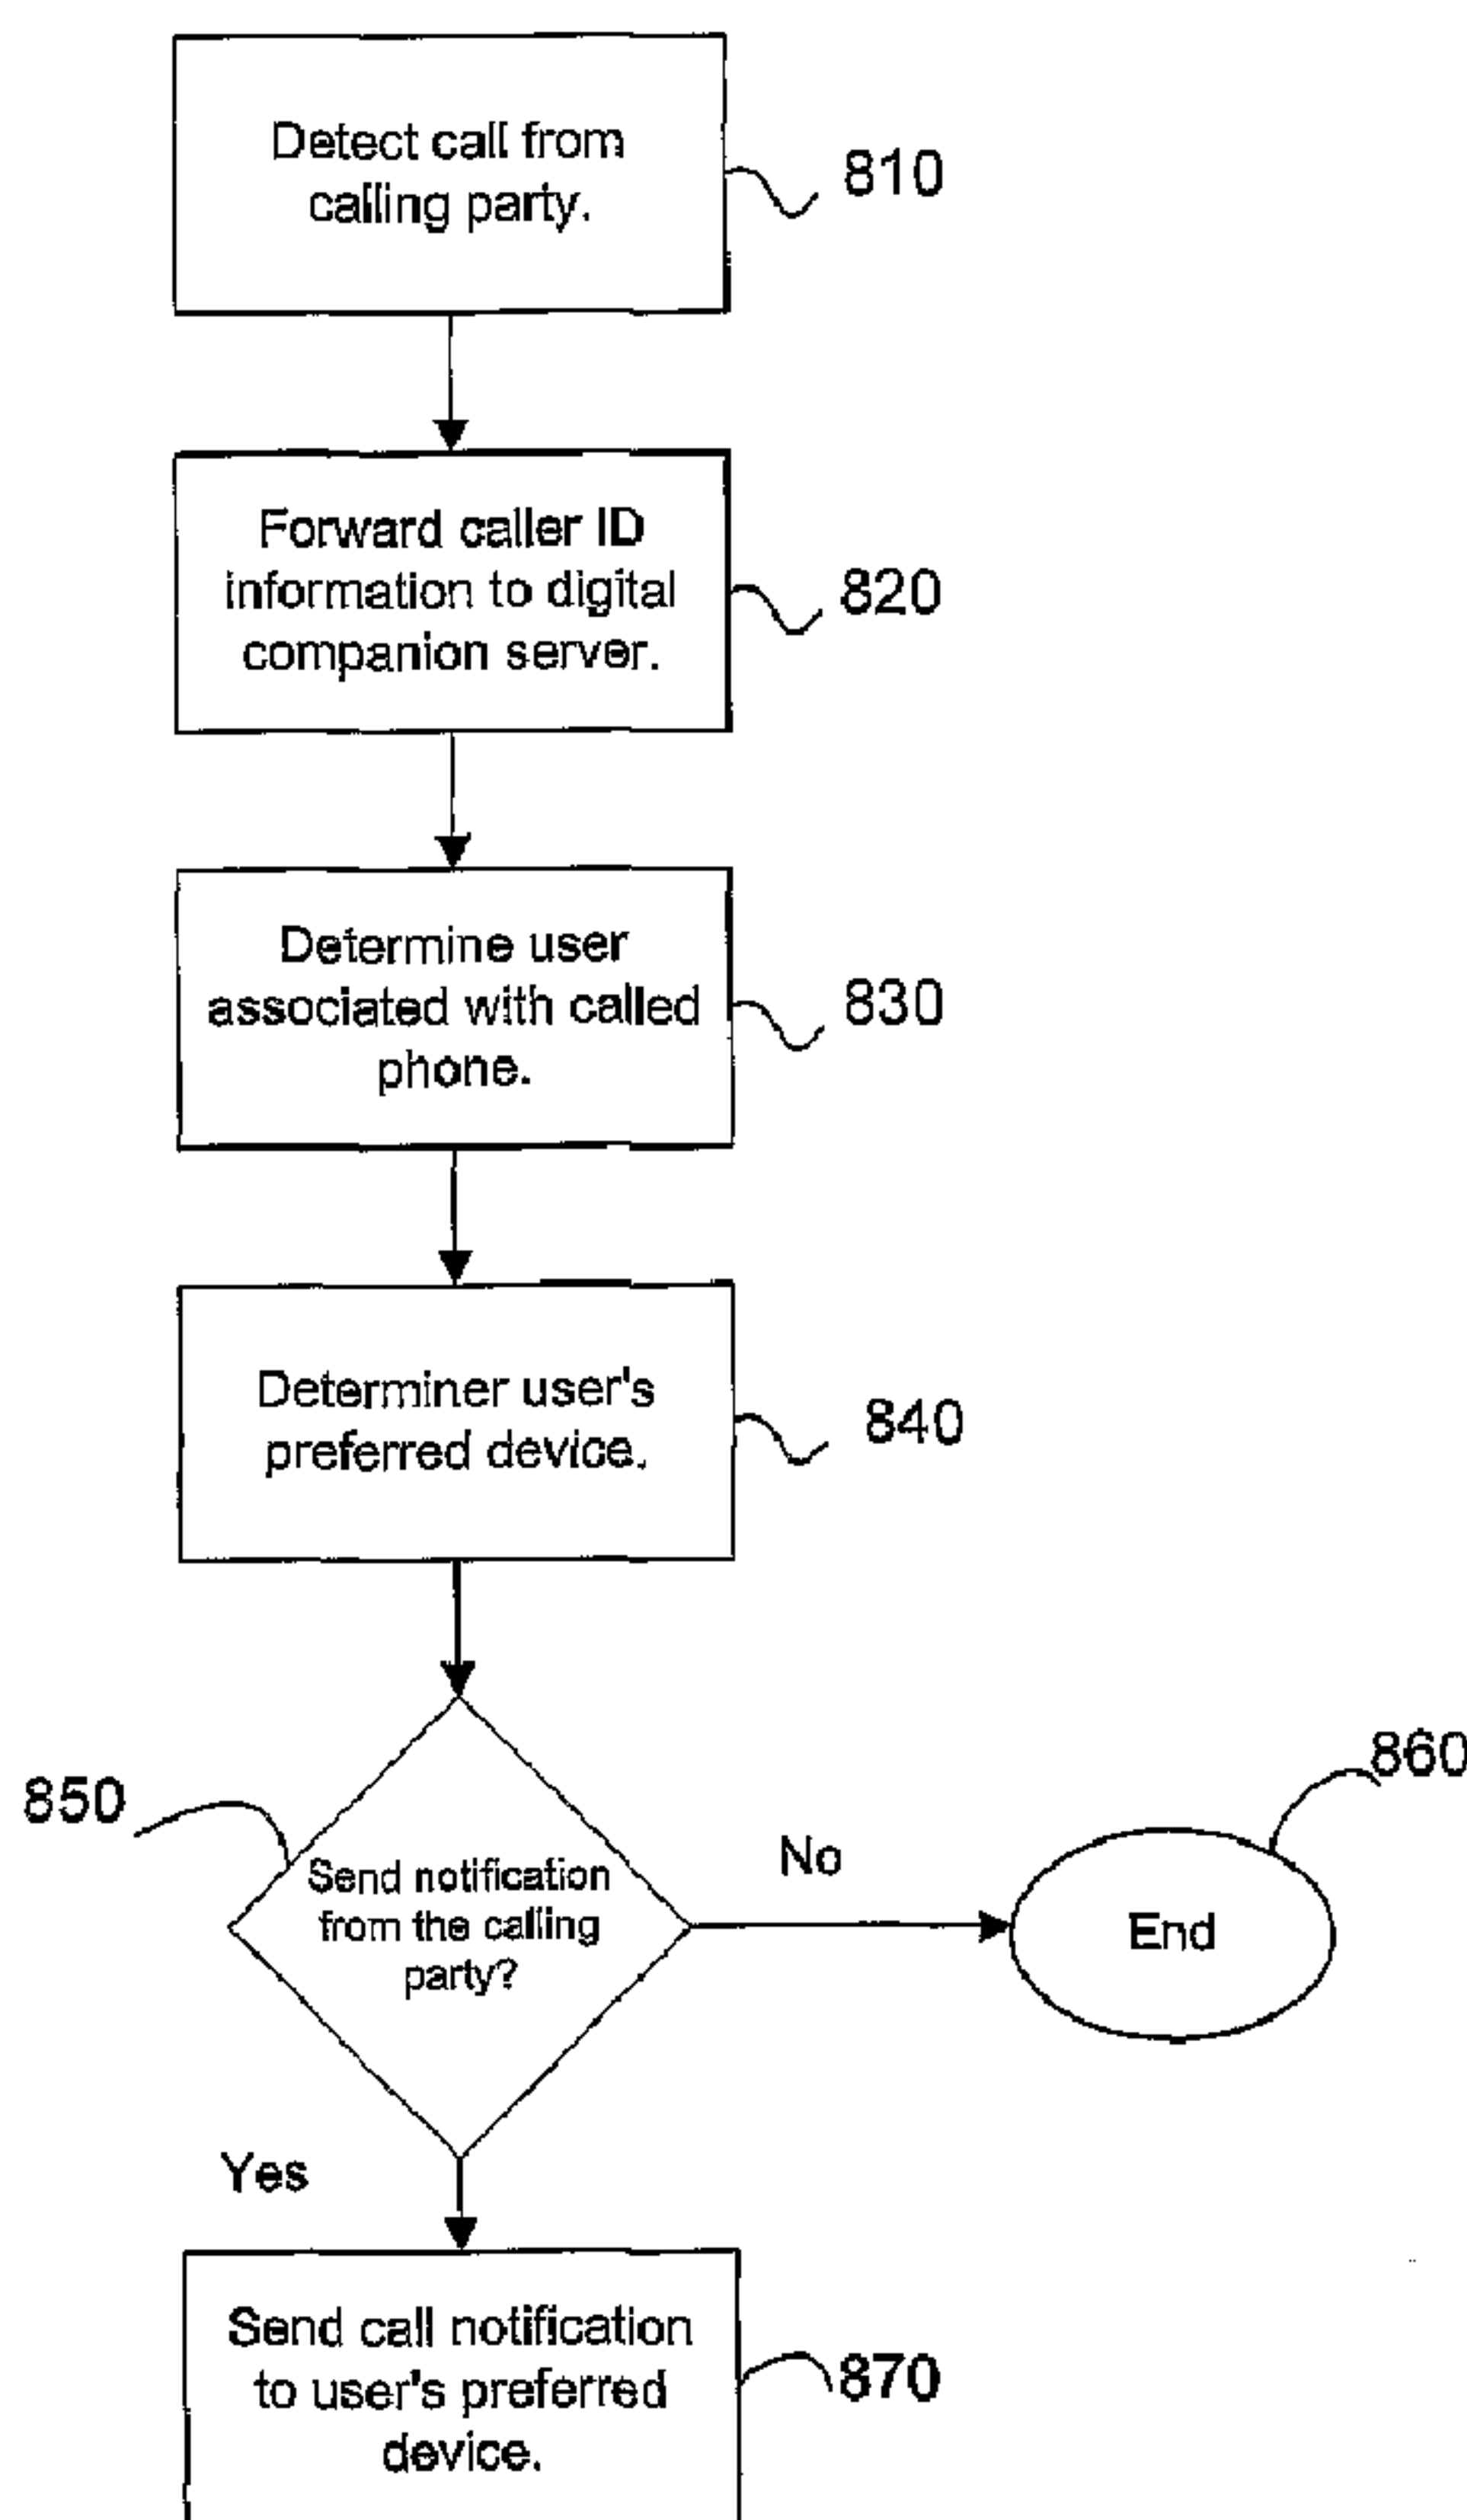 Detect call from
calling party.
810
Forward caller ID
information to digital
companion server.
820
Determine user
associated with called
phone.
830
Determiner user's
preferred device.
840
850
Send notification
from the calling
party?
No
860
End
Yes
Send call notification
to user's preferred
device.
870